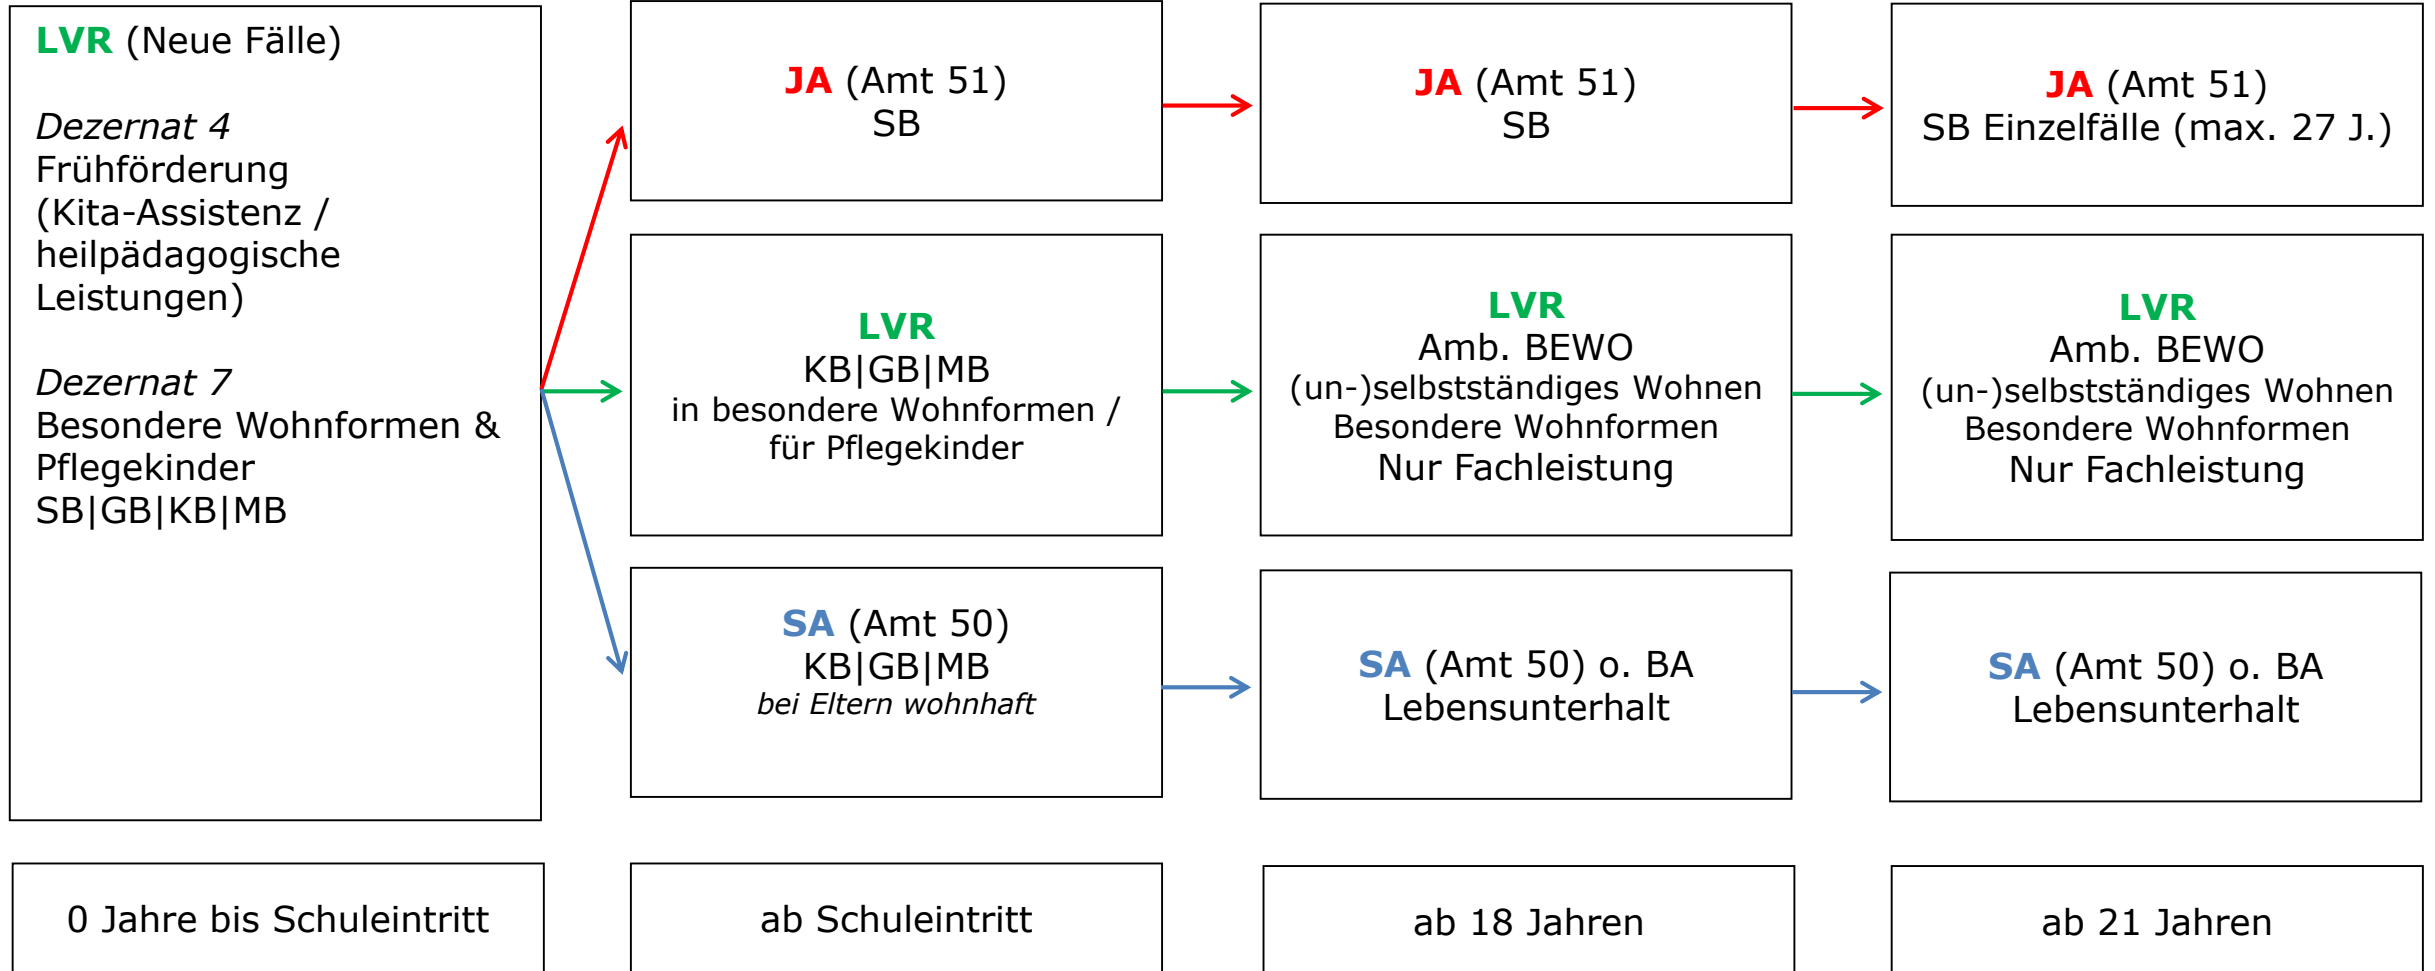 LVR (Neue Fälle)
Dezernat 4
Frühförderung
(Kita-Assistenz /
heilpädagogische
Leistungen)
Dezernat 7
Besondere Wohnformen &
Pflegekinder
SB|GB|KB|MB
JA (Amt 51)
SB
JA (Amt 51)
SB
JA (Amt 51)
SB Einzelfälle (max. 27 J.)
LVR
KB|GB|MB
in besondere Wohnformen /
für Pflegekinder
LVR
Amb. BEWO
(un-)selbstständiges Wohnen
Besondere Wohnformen
Nur Fachleistung
LVR
Amb. BEWO
(un-)selbstständiges Wohnen
Besondere Wohnformen
Nur Fachleistung
SA (Amt 50)
KB|GB|MB
bei Eltern wohnhaft
SA (Amt 50) o. BA
Lebensunterhalt
SA (Amt 50) o. BA
Lebensunterhalt
0 Jahre bis Schuleintritt
ab Schuleintritt
ab 18 Jahren
ab 21 Jahren